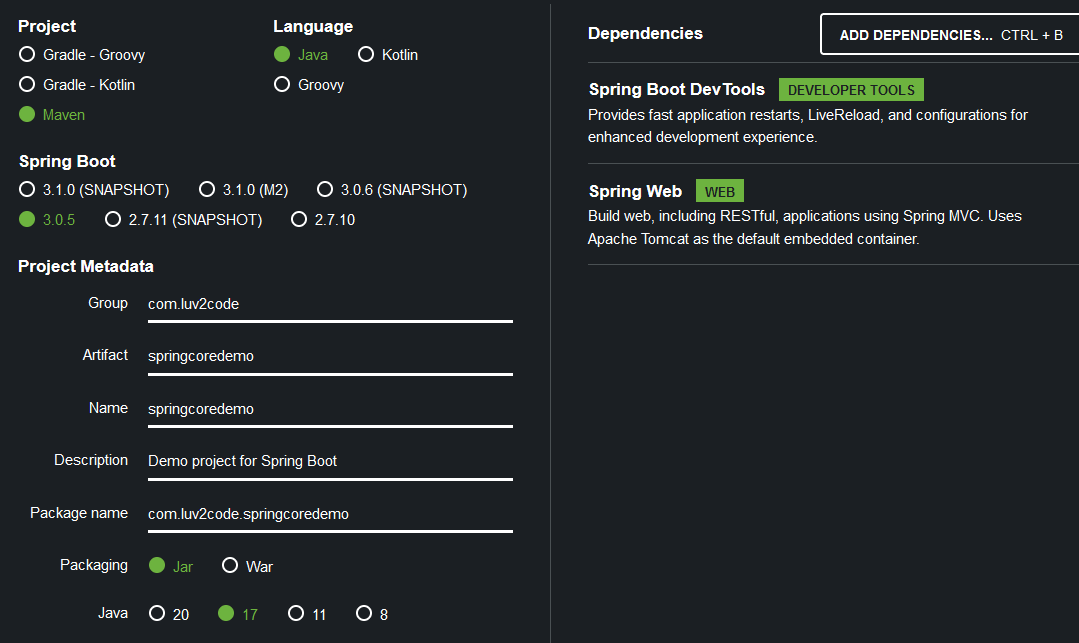 Project
Gradle - Groovy
Gradle - Kotlin
Maven
Language
Java Kotlin
Groovy
Spring Boot
3.1.0 (SNAPSHOT) 3.1.0 (M2) 3.0.6 (SNAPSHOT)
3.0.5 2.7.11 (SNAPSHOT) 2.7.10
Project Metadata
Group com.luv2code
Artifact springcoredemo
Name springcoredemo
Description Demo project for Spring Boot
Package name com.luv2code.springcoredemo
Packaging Jar War
Java 20 17 11 8
Dependencies ADD DEPENDENCIES... CTRL + B
Spring Boot DevTools DEVELOPER TOOLS
Provides fast application restarts, LiveReload, and configurations for
enhanced development experience.
Spring Web WEB
Build web, including RESTful, applications using Spring MVC. Uses
Apache Tomcat as the default embedded container.